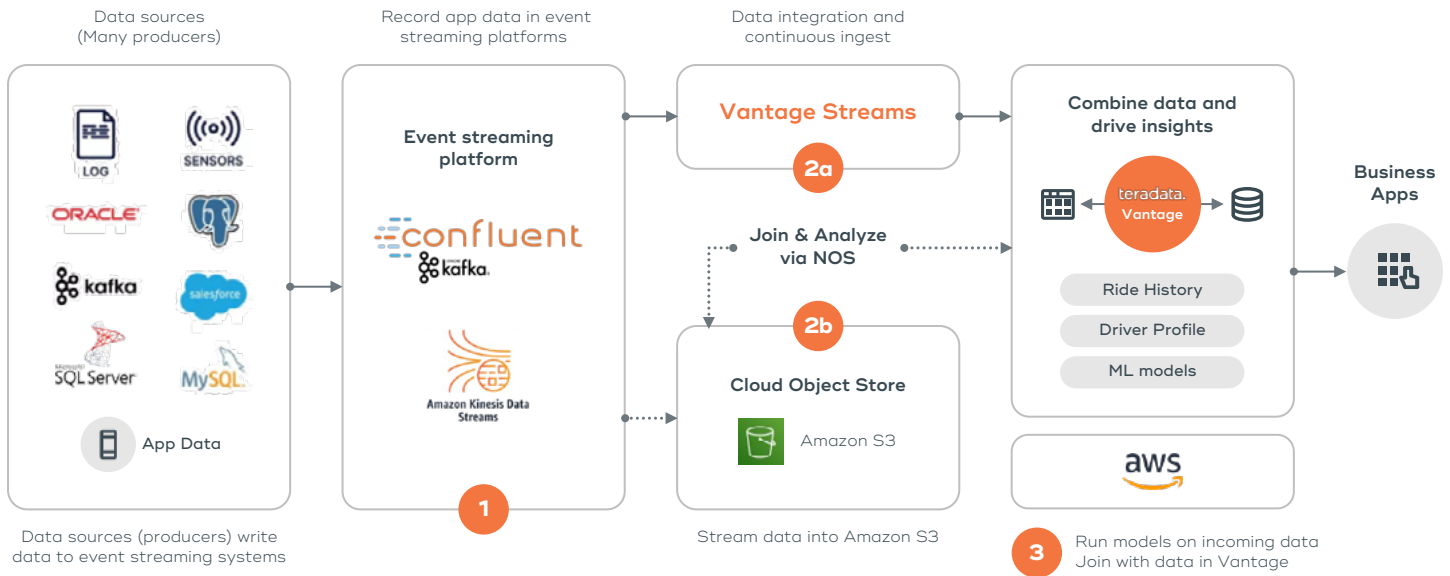 Data sources
(Many producers)
LOG
SENSORS
ORACLE
kafka
salesforce
Microsoft
SQL Server
MySQL
App Data
Data sources (producers) write
data to event streaming systems
Record app data in event
streaming platforms
Event streaming
platform
confluent
kafka.
Amazon Kinesis Data
Streams
1
Data integration and
continuous ingest
Vantage Streams
2a
Join & Analyze
via NOS
2b
Cloud Object Store
Amazon S3
Stream data into Amazon S3
Combine data and
drive insights
teradata.
Vantage
Ride History
Driver Profile
ML models
aws
3
Run models on incoming data
Join with data in Vantage
Business
Apps